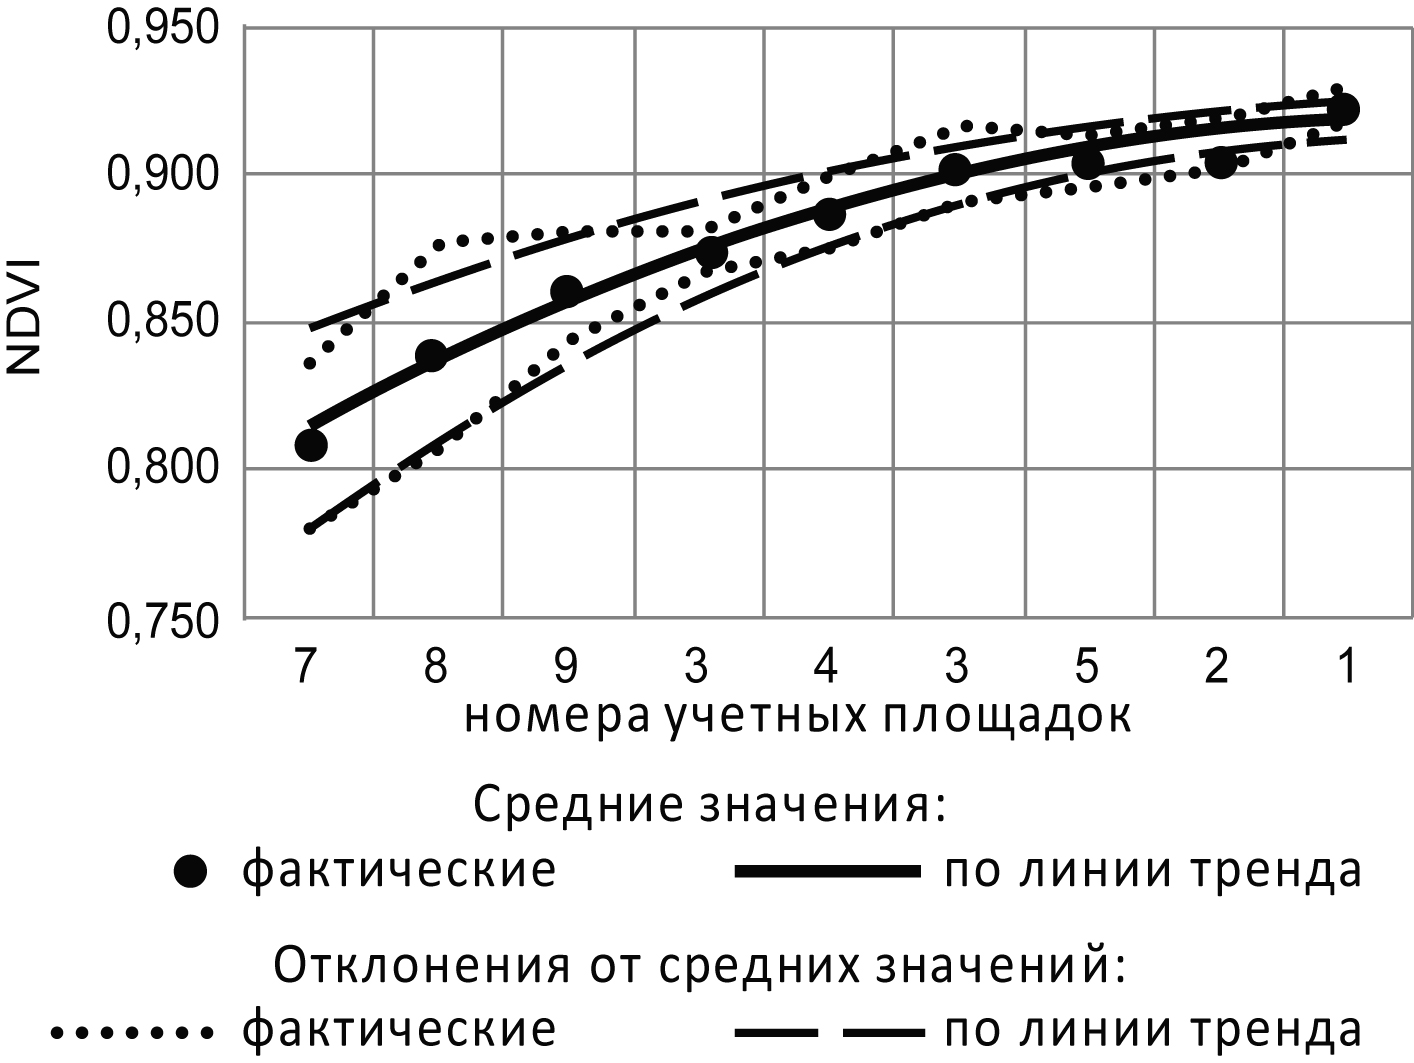 0,950
0,900
0,850
0,800
0,750
NDVI
7 8 9 3 4 3 5 2 1
номера учетных площадок
Средние значения:
фактические по линии тренда
Отклонения от средних значений:
фактические по линии тренда